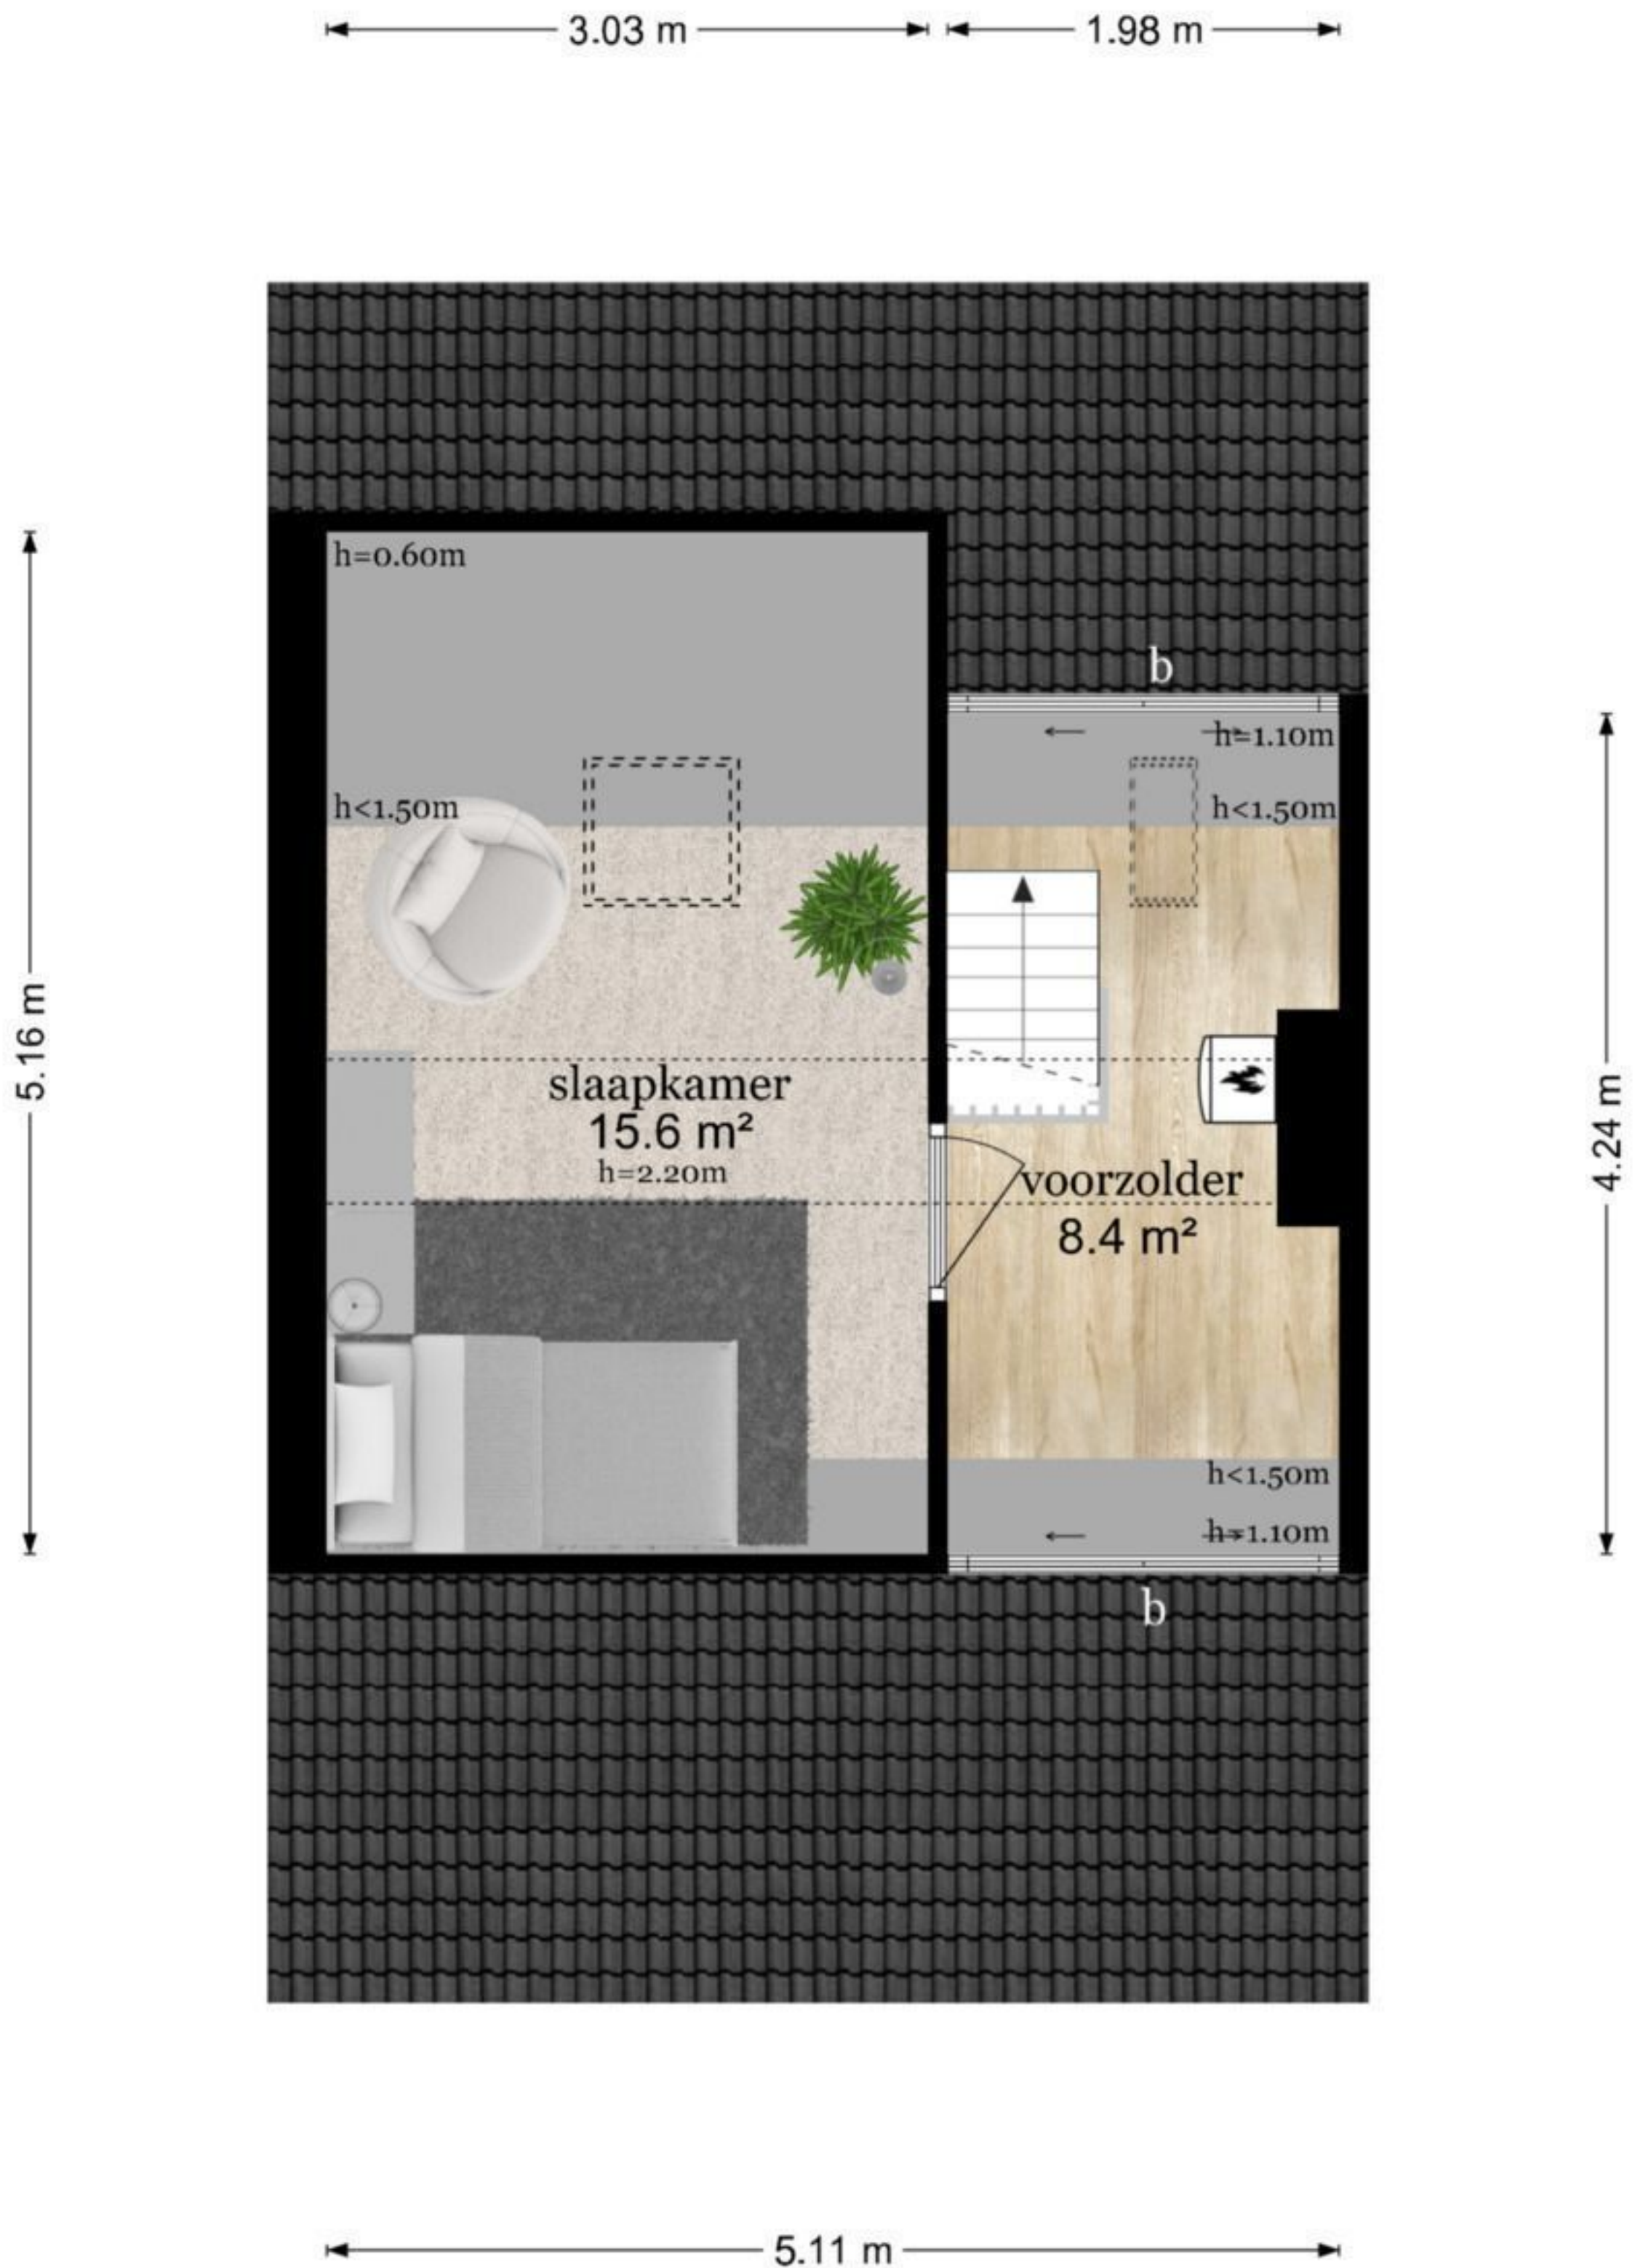 3.03 m
1.98 m
h=0.60m
b
h=1.10m
h<1.50m
h<1.50m
5.16 m
slaapkamer
15.6 m²
h=2.20m
voorzolder
8.4 m²
4.24 m
h<1.50m
h=1.10m
b
5.11 m